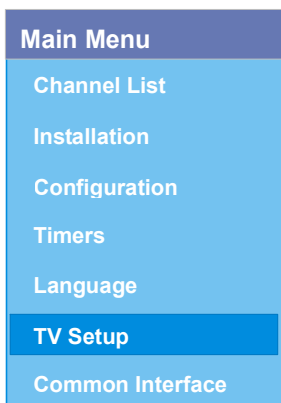 Main Menu
Channel List
Installation
Configuration
Timers
Language
TV Setup
Common Interface